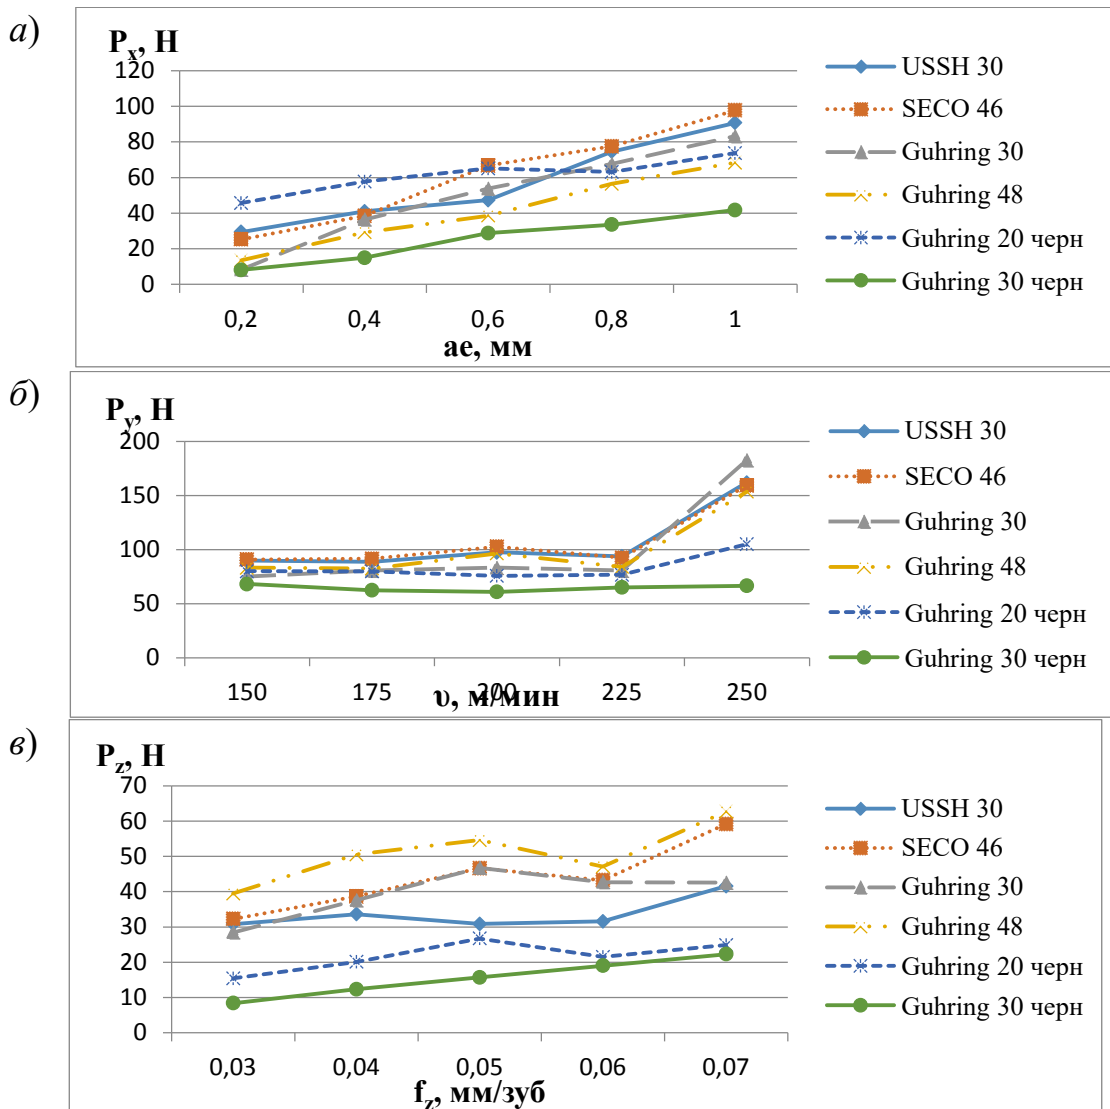 а)
Pₓ, Н
120
100
80
60
40
20
0
0,2 0,4 0,6 0,8 1
ae, мм
USSH 30
SECO 46
Guhring 30
Guhring 48
Guhring 20 черн
Guhring 30 черн
б)
P_y, Н
200
150
100
50
0
150 175 200 225 250
υ, м/мин
USSH 30
SECO 46
Guhring 30
Guhring 48
Guhring 20 черн
Guhring 30 черн
в)
P_z, Н
70
60
50
40
30
20
10
0
0,03 0,04 0,05 0,06 0,07
f_z, мм/зуб
USSH 30
SECO 46
Guhring 30
Guhring 48
Guhring 20 черн
Guhring 30 черн